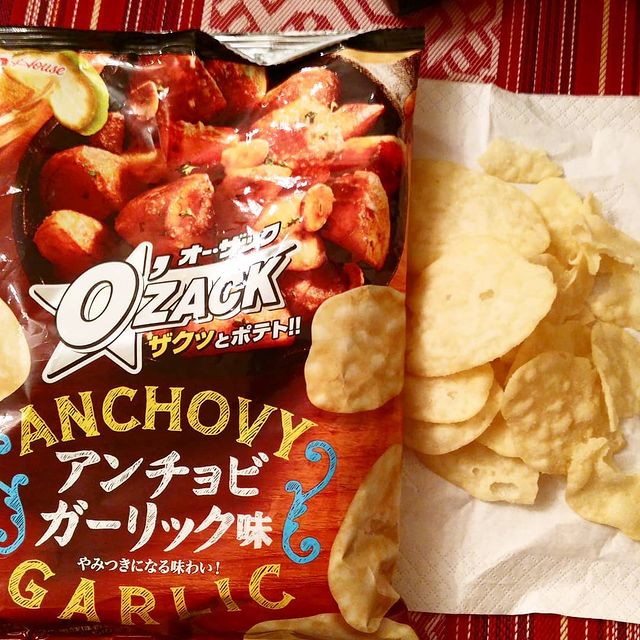 House
オー・ザック
O'ZACK
ザクッとポテト!!
ANCHOVY
アンチョビ
ガーリック味
やみつきになる味わい!
GARLIC